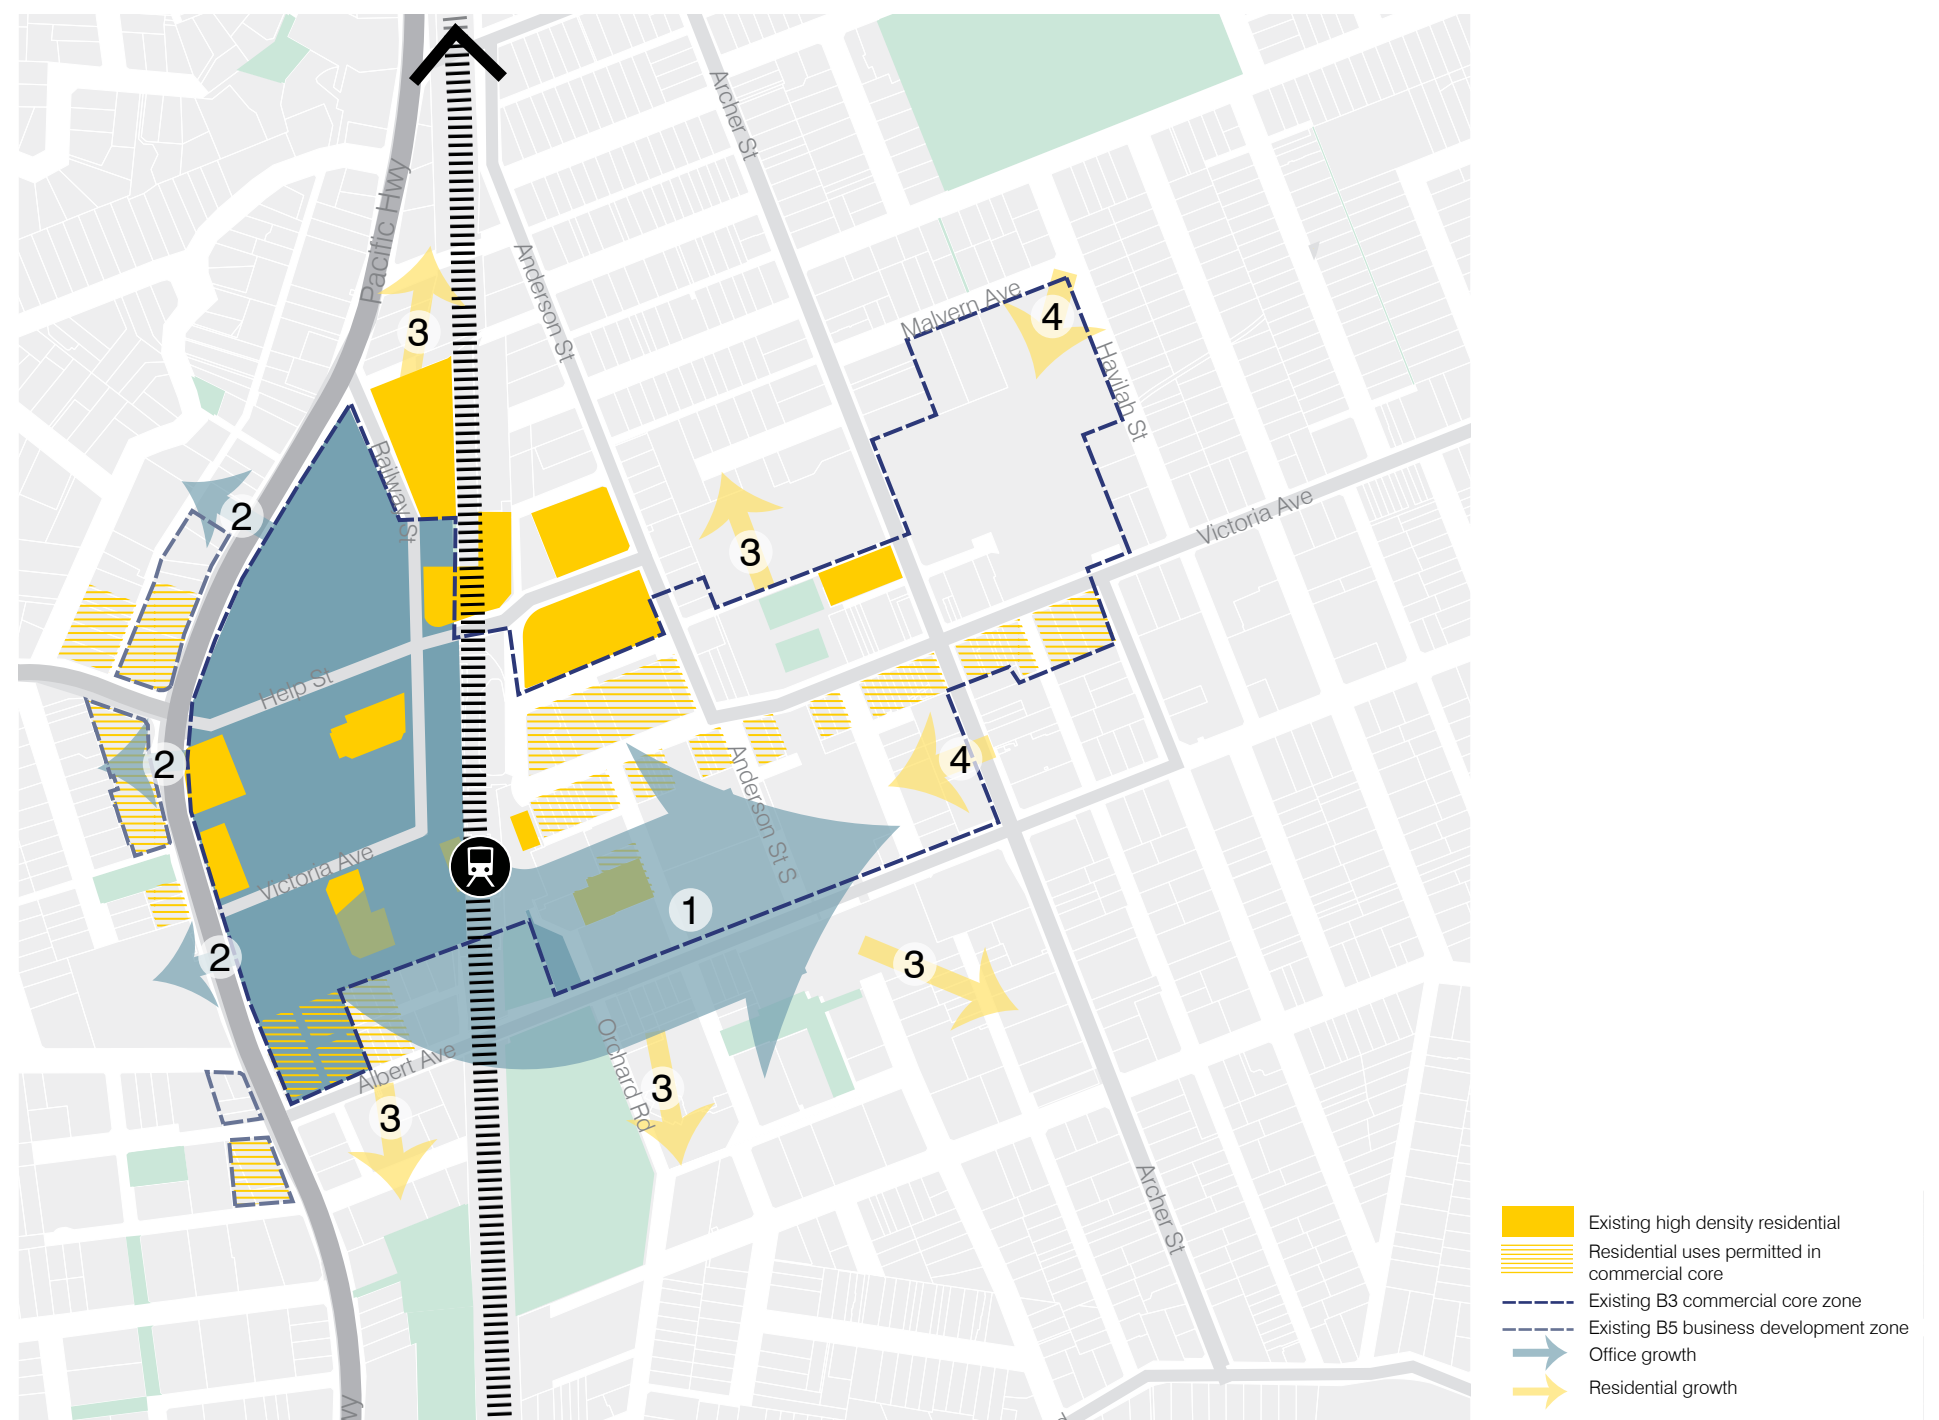 Archer St
Pacific Hwy
Anderson St
Malvern Ave
4
3
Havilah St
Railway St
2
Victoria Ave
3
Help St
2
4
Anderson St S
Victoria Ave
1
2
3
Orchard Rd
Albert Ave
3
3
Archer St
Existing high density residential
Residential uses permitted in
commercial core
Existing B3 commercial core zone
Existing B5 business development zone
Office growth
Residential growth